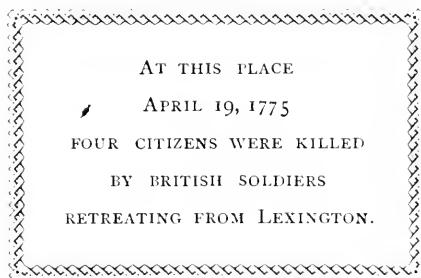 At this place
April 19, 1775
four citizens were killed
by British soldiers
retreating from Lexington.